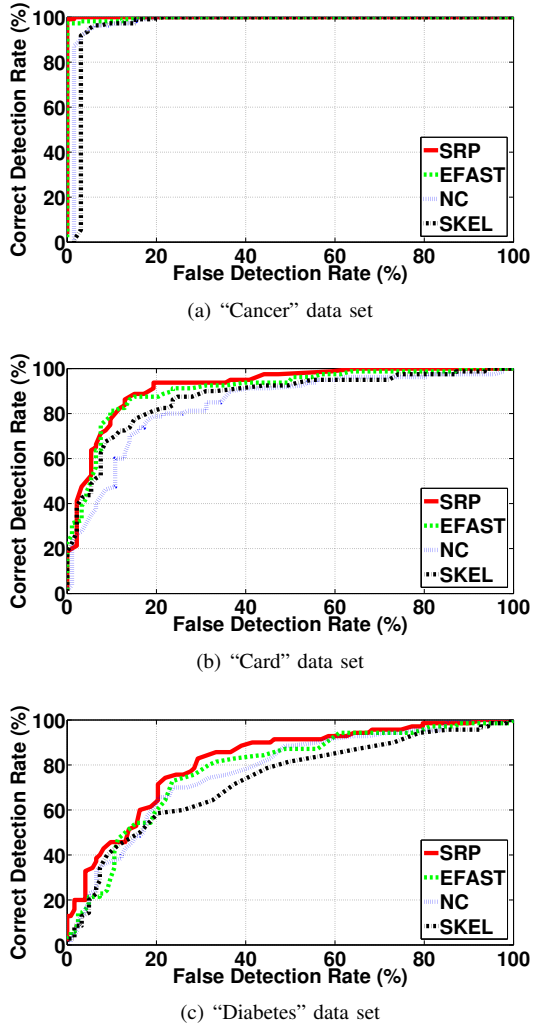 Correct Detection Rate (%)
100
80
60
40
20
0
0 20 40 60 80 100
False Detection Rate (%)
SRP
EFAST
NC
SKEL
(a) “Cancer” data set
Correct Detection Rate (%)
100
80
60
40
20
0
0 20 40 60 80 100
False Detection Rate (%)
SRP
EFAST
NC
SKEL
(b) “Card” data set
Correct Detection Rate (%)
100
80
60
40
20
0
0 20 40 60 80 100
False Detection Rate (%)
SRP
EFAST
NC
SKEL
(c) “Diabetes” data set